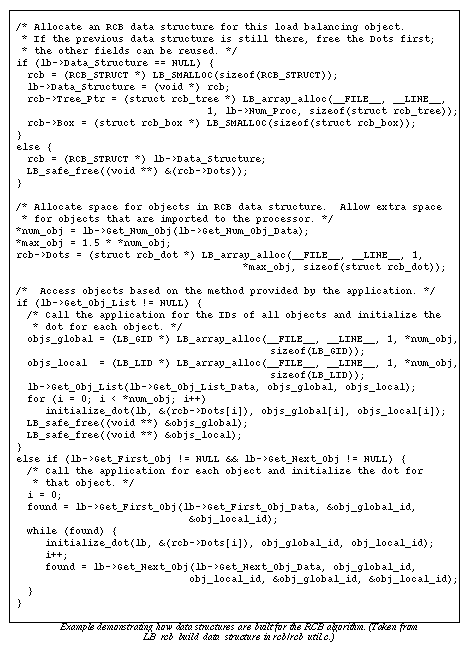 /* Allocate an RCB data structure for this load balancing object.
 * If the previous data structure is still there, free the Dots first;
 * the other fields can be reused. */
if (lb->Data_Structure == NULL) {
  rcb = (RCB_STRUCT *) LB_SMALLOC(sizeof(RCB_STRUCT));
  lb->Data_Structure = (void *) rcb;
  rcb->Tree_Ptr = (struct rcb_tree *) LB_array_alloc(__FILE__, __LINE__,
                              1, lb->Num_Proc, sizeof(struct rcb_tree));
  rcb->Box = (struct rcb_box *) LB_SMALLOC(sizeof(struct rcb_box));
}
else {
  rcb = (RCB_STRUCT *) lb->Data_Structure;
  LB_safe_free((void **) &(rcb->Dots));
}
/* Allocate space for objects in RCB data structure.  Allow extra space
 * for objects that are imported to the processor. */
*num_obj = lb->Get_Num_Obj(lb->Get_Num_Obj_Data);
*max_obj = 1.5 * *num_obj;
rcb->Dots = (struct rcb_dot *) LB_array_alloc(__FILE__, __LINE__, 1,
                                    *max_obj, sizeof(struct rcb_dot));
/*  Access objects based on the method provided by the application. */
if (lb->Get_Obj_List != NULL) {
  /* Call the application for the IDs of all objects and initialize the
   * dot for each object. */
  objs_global  = (LB_GID *) LB_array_alloc(__FILE__, __LINE__, 1, *num_obj,
                                         sizeof(LB_GID));
  objs_local  = (LB_LID *) LB_array_alloc(__FILE__, __LINE__, 1, *num_obj,
                                         sizeof(LB_LID));
  lb->Get_Obj_List(lb->Get_Obj_List_Data, objs_global, objs_local);
  for (i = 0; i < *num_obj; i++)
     initialize_dot(lb, &(rcb->Dots[i]), objs_global[i], objs_local[i]);
  LB_safe_free((void **) &objs_global);
  LB_safe_free((void **) &objs_local);
}
else if (lb->Get_First_Obj != NULL && lb->Get_Next_Obj != NULL) {
  /* Call the application for each object and initialize the dot for
   * that object. */
  i = 0;
  found = lb->Get_First_Obj(lb->Get_First_Obj_Data, &obj_global_id,
                            &obj_local_id);
  while (found) {
     initialize_dot(lb, &(rcb->Dots[i]), obj_global_id, obj_local_id);
     i++;
     found = lb->Get_Next_Obj(lb->Get_Next_Obj_Data, obj_global_id,
                            obj_local_id, &obj_global_id, &obj_local_id);
  }
}
Example demonstrating how data structures are built for the RCB algorithm. (Taken from
LB_rcb_build_data_structure in rcb/rcb_util.c.)